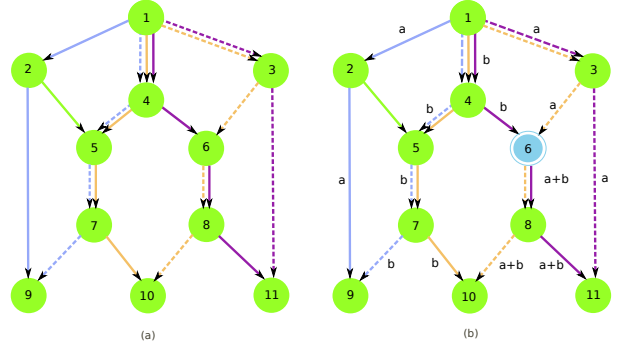 1 1
a a
2 3 2 3
b
4 4
b b a
5 6 5 6
a b a+b a
7 8 7 8
b b a+b a+b
9 10 11 9 10 11
(a) (b)